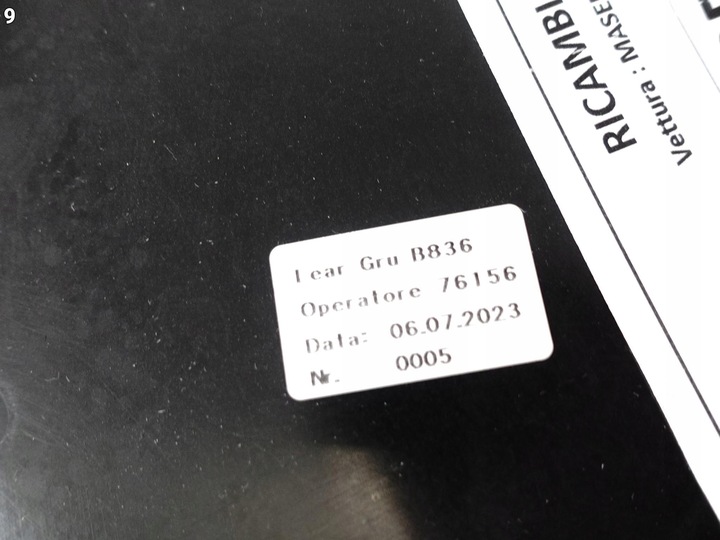 9
RICAMBI
Vettura : MASE
Lear Gru B836
Operatore 76156
Data: 06.07.2023
Nr. 0005